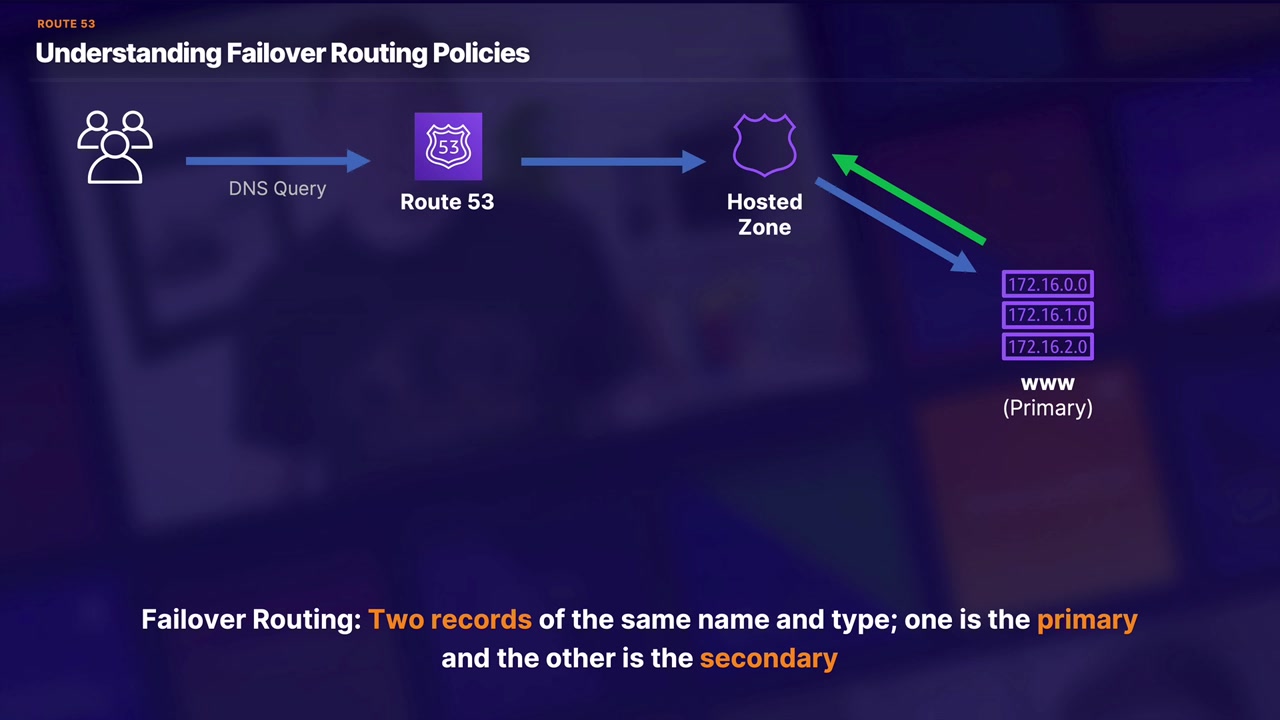 ROUTE 53
Understanding Failover Routing Policies
DNS Query
53
Route 53
Hosted
Zone
172.16.0.0
172.16.1.0
172.16.2.0
www
(Primary)
Failover Routing: Two records of the same name and type; one is the primary
and the other is the secondary